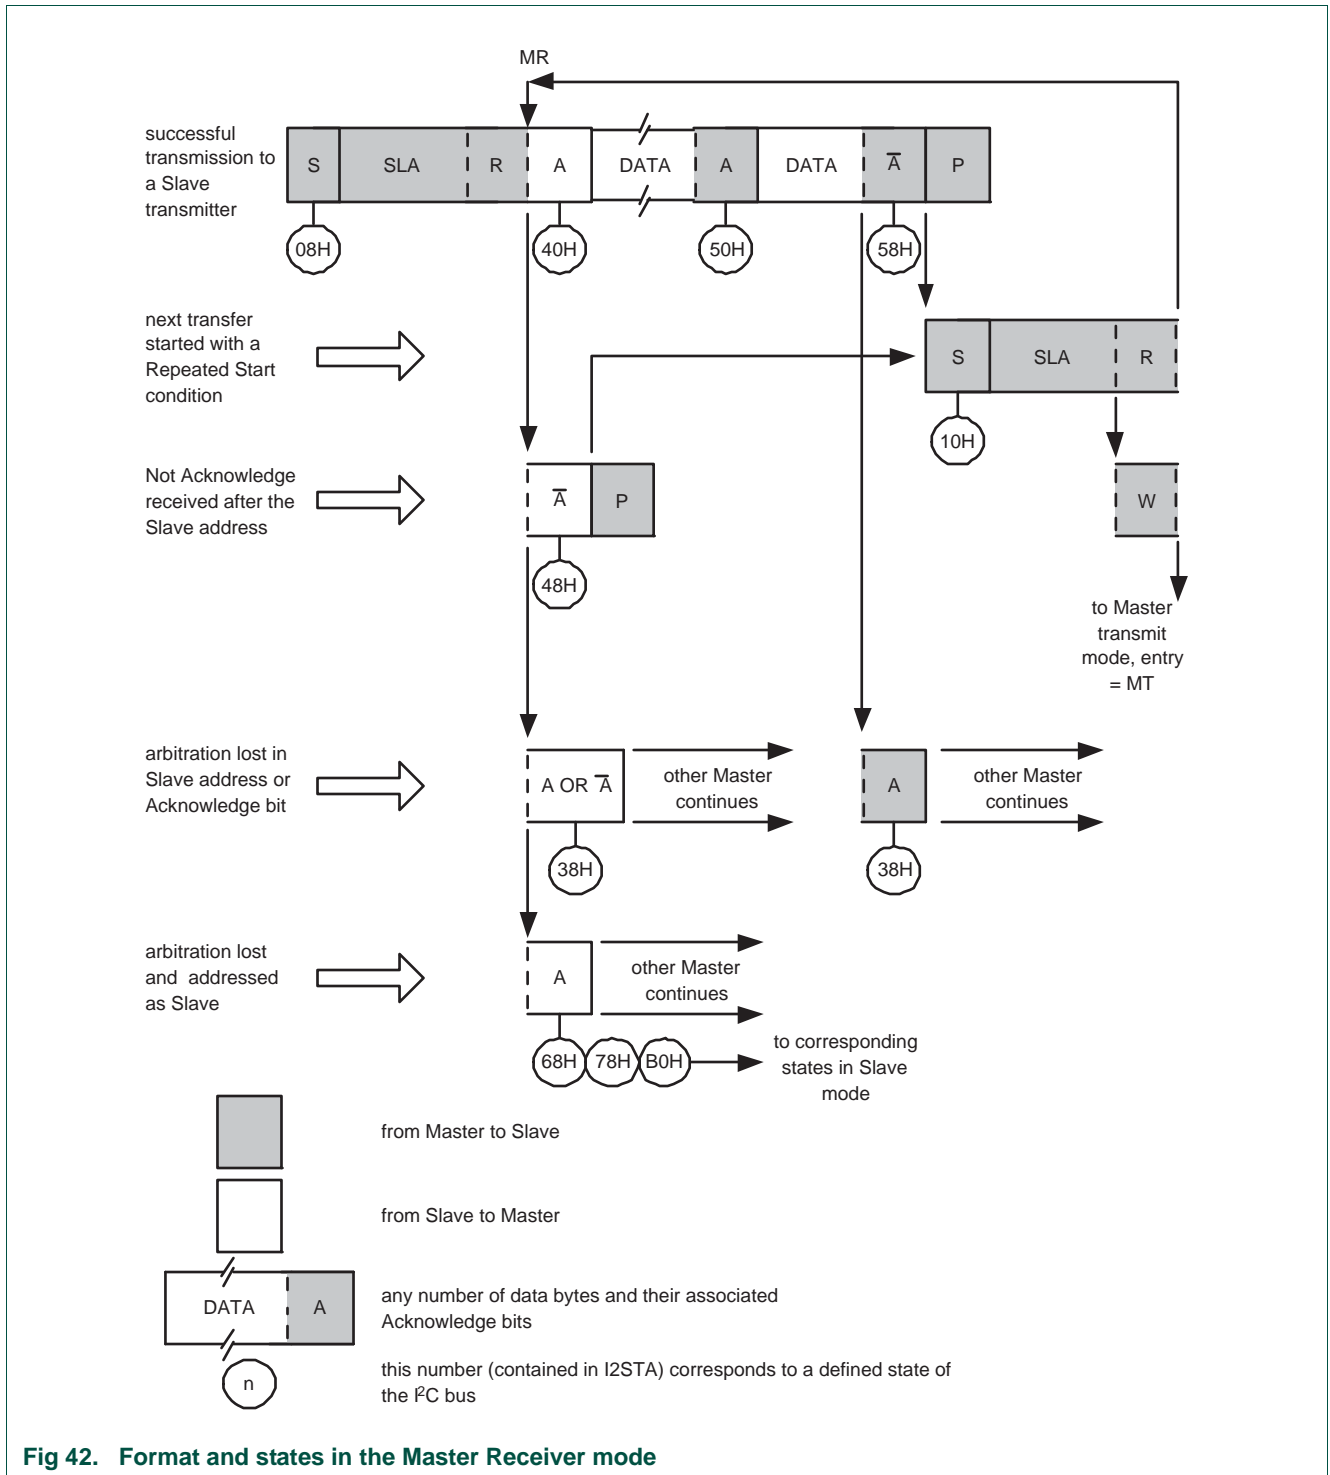 MR
successful
transmission to
a Slave
transmitter
S
SLA
R
A
DATA
A
DATA
A̅
P
08H
40H
50H
58H
next transfer
started with a
Repeated Start
condition
S
SLA
R
10H
Not Acknowledge
received after the
Slave address
A̅
P
W
48H
to Master
transmit
mode, entry
= MT
arbitration lost in
Slave address or
Acknowledge bit
A OR A̅
other Master
continues
A
other Master
continues
38H
38H
arbitration lost
and addressed
as Slave
A
other Master
continues
68H
78H
B0H
to corresponding
states in Slave
mode
from Master to Slave
from Slave to Master
DATA
A
any number of data bytes and their associated
Acknowledge bits
n
this number (contained in I2STA) corresponds to a defined state of
the I²C bus
Fig 42. Format and states in the Master Receiver mode